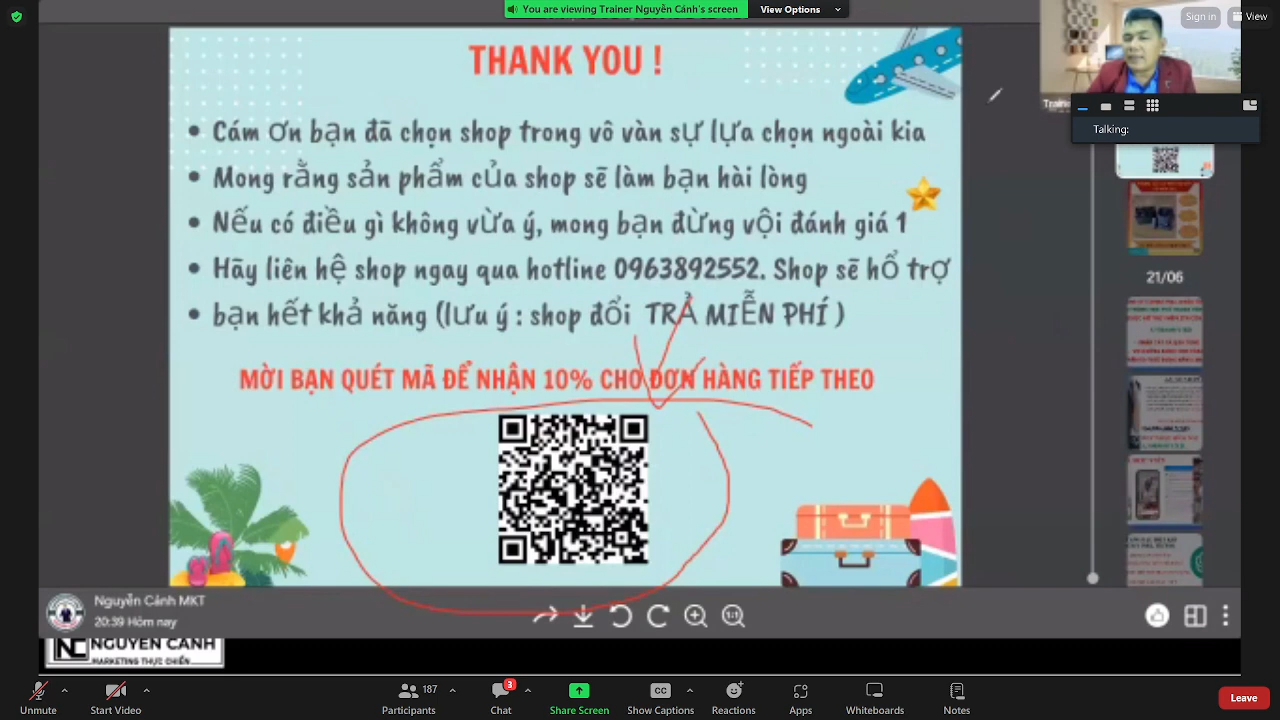 You are viewing Trainer Nguyễn Cảnh's screen
View Options
Sign in
View
Talking:
THANK YOU !
• Cám ơn bạn đã chọn shop trong vô vàn sự lựa chọn ngoài kia
• Mong rằng sản phẩm của shop sẽ làm bạn hài lòng
• Nếu có điều gì không vừa ý, mong bạn đừng vội đánh giá 1
• Hãy liên hệ shop ngay qua hotline 0963892552. Shop sẽ hổ trợ
• bạn hết khả năng (lưu ý : shop đổi TRẢ MIỄN PHÍ )
MỜI BẠN QUÉT MÃ ĐỂ NHẬN 10% CHO ĐƠN HÀNG TIẾP THEO
21/06
Nguyễn Cảnh MKT
20:39 Hôm nay
1:1
NC NGUYEN CANH
MARKETING THỰC CHIẾN
Unmute
Start Video
187
Participants
3
Chat
Share Screen
CC
Show Captions
Reactions
Apps
Whiteboards
Notes
Leave